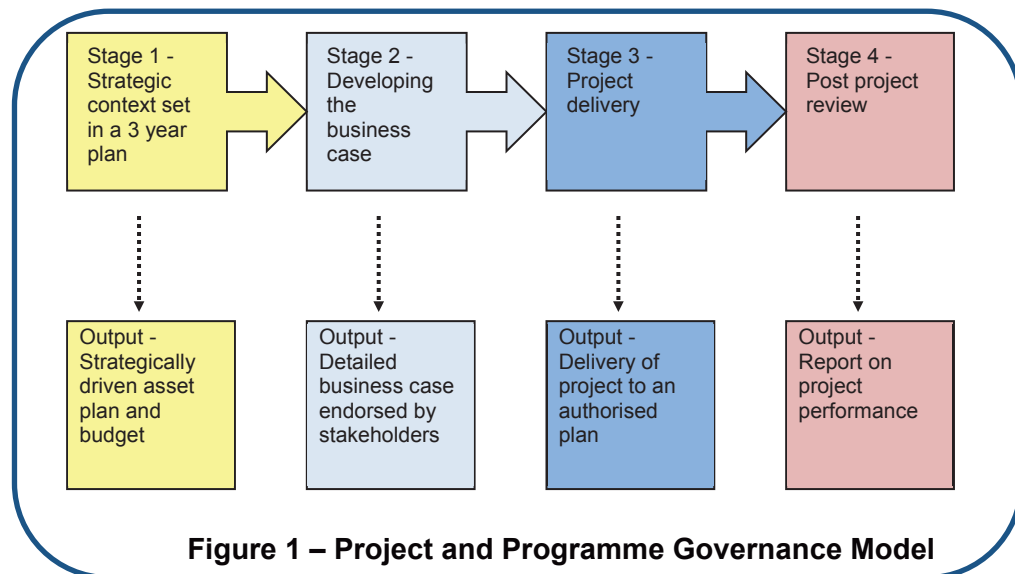 Stage 1 -
Strategic
context set
in a 3 year
plan
Stage 2 -
Developing
the
business
case
Stage 3 -
Project
delivery
Stage 4 -
Post project
review
Output -
Strategically
driven asset
plan and
budget
Output -
Detailed
business case
endorsed by
stakeholders
Output -
Delivery of
project to an
authorised
plan
Output -
Report on
project
performance
Figure 1 – Project and Programme Governance Model